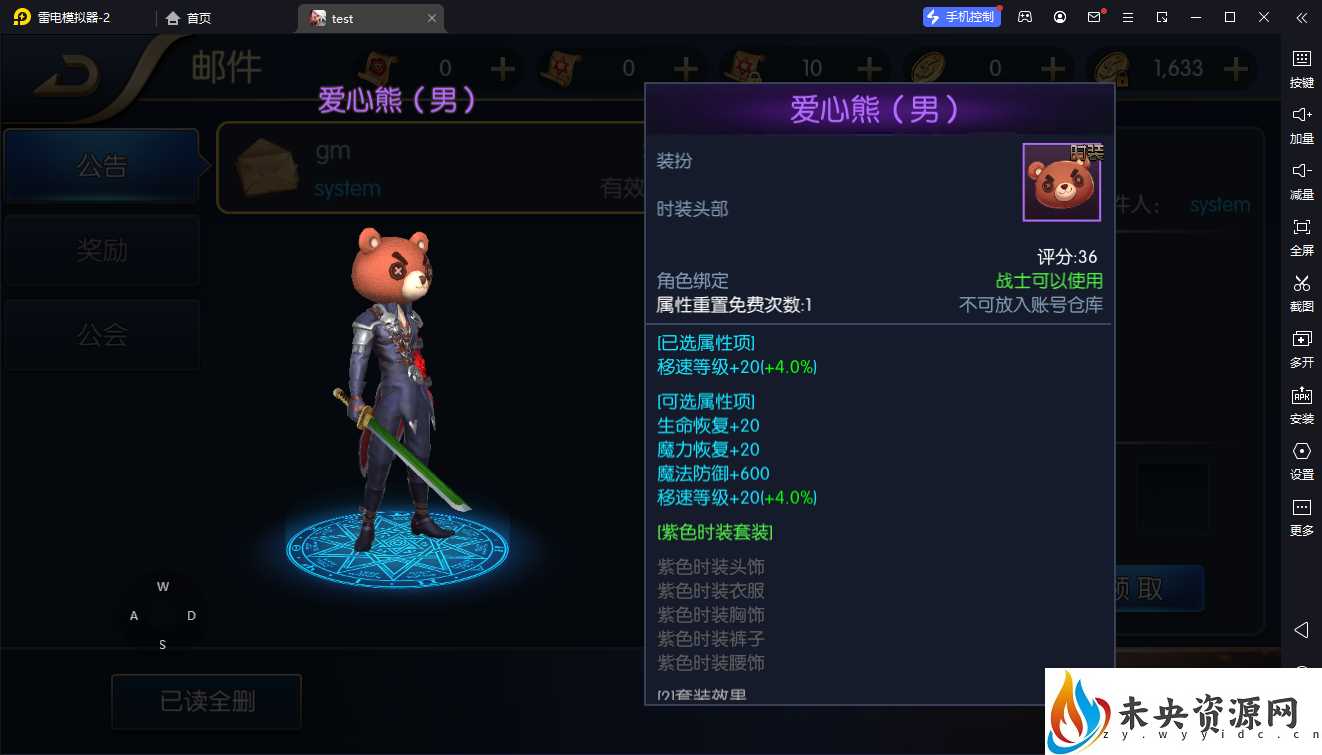 雷电模拟器-2
首页
test
手机控制
邮件
0
0
10
0
1,633
爱心熊（男）
公告
奖励
公会
gm
system
有效
爱心熊（男）
装扮
时装
时装头部
评分:36
角色绑定
战士可以使用
属性重置免费次数:1
不可放入账号仓库
[已选属性项]
移速等级+20(+4.0%)
[可选属性项]
生命恢复+20
魔力恢复+20
魔法防御+600
移速等级+20(+4.0%)
[紫色时装套装]
紫色时装头饰
紫色时装衣服
紫色时装胸饰
紫色时装裤子
紫色时装腰饰
[2]套装效果
件人：
system
领取
W
A
D
S
已读全删
按键
加量
减量
全屏
截图
多开
APK
安装
设置
更多
未央资源网
zy.wyyidc.cn